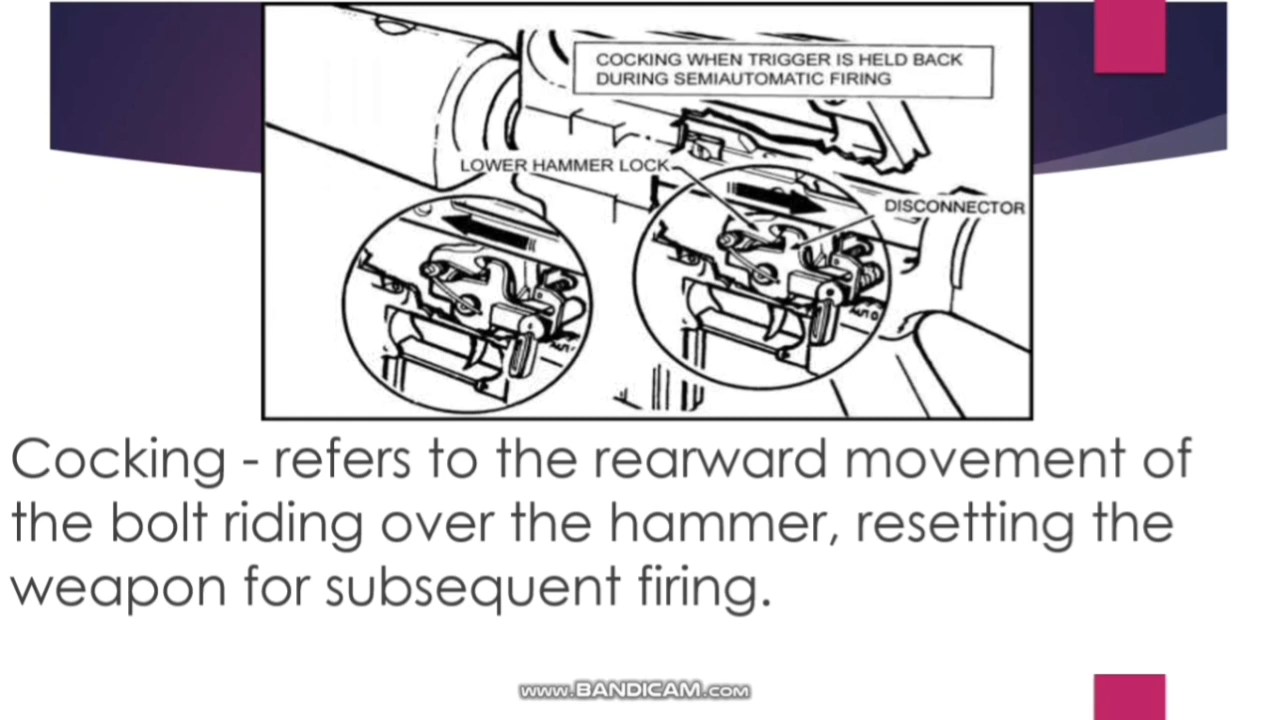 COCKING WHEN TRIGGER IS HELD BACK
DURING SEMIAUTOMATIC FIRING
LOWER HAMMER LOCK
DISCONNECTOR
AUTO
Cocking - refers to the rearward movement of
the bolt riding over the hammer, resetting the
weapon for subsequent firing.
www.BANDICAM.com